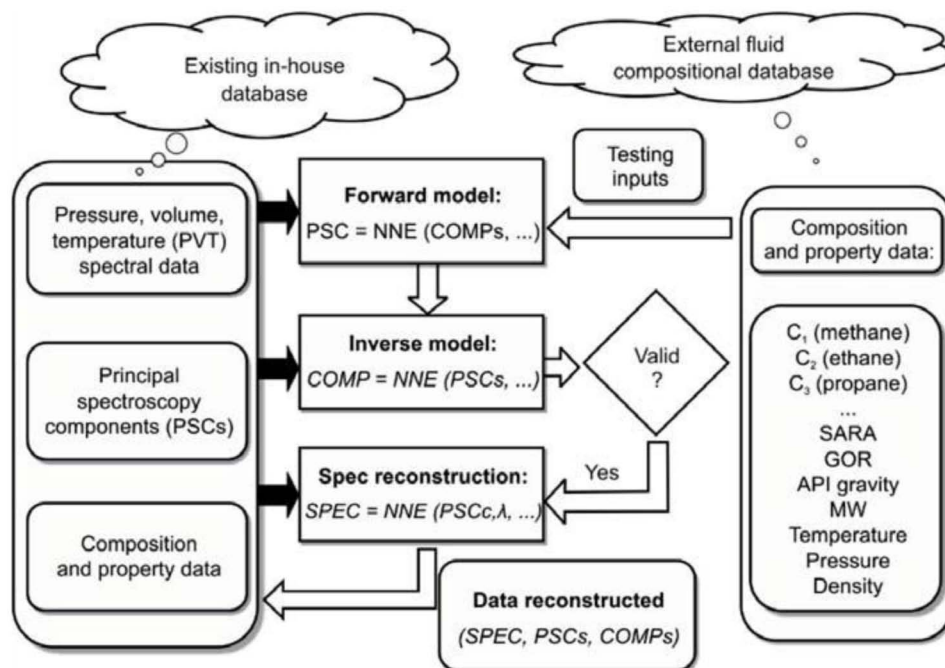 Existing in-house
database
External fluid
compositional database
Testing
inputs
Pressure, volume,
temperature (PVT)
spectral data
Forward model:
PSC = NNE (COMPs, ...)
Composition
and property data:
Principal
spectroscopy
components (PSCs)
Inverse model:
COMP = NNE (PSCs, ...)
Valid
?
C₁ (methane)
C₂ (ethane)
C₃ (propane)
...
SARA
GOR
API gravity
MW
Temperature
Pressure
Density
Yes
Spec reconstruction:
SPEC = NNE (PSCc,λ, ...)
Composition
and property data
Data reconstructed
(SPEC, PSCs, COMPs)